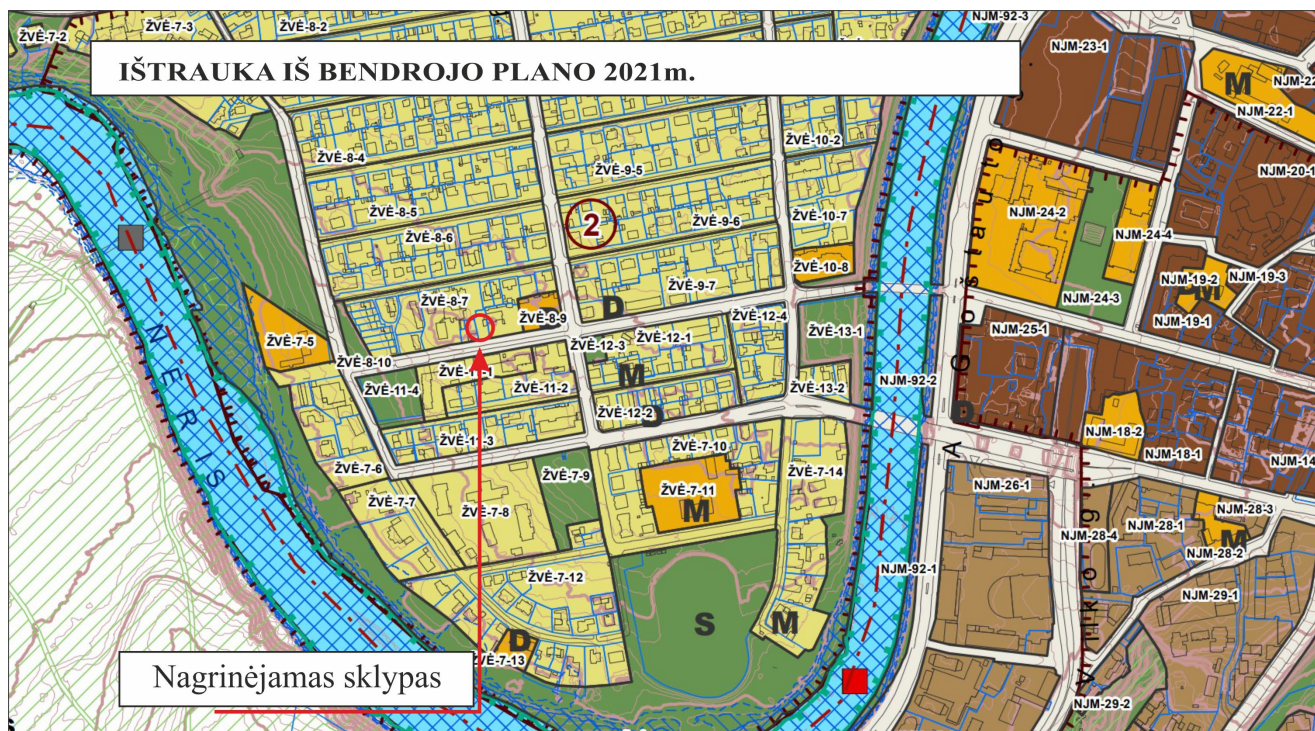 ŽVĖ-7-2
ŽVĖ-7-3
ŽVĖ-8-2
NJM-92-3
NJM-23-1
IŠTRAUKA IŠ BENDROJO PLANO 2021m.
M
NJM-22
NJM-22-1
ŽVĖ-8-4
ŽVĖ-10-2
ŽVĖ-9-5
NJM-20-1
ŽVĖ-8-5
ŽVĖ-8-6
2
ŽVĖ-9-6
ŽVĖ-10-7
NJM-24-2
NJM-24-4
ŽVĖ-10-8
NJM-19-2
NJM-19-3
M
NJM-19-1
NJM-24-3
ŽVĖ-8-7
ŽVĖ-8-9
D
ŽVĖ-9-7
ŽVĖ-7-5
ŽVĖ-8-10
ŽVĖ-12-4
ŽVĖ-12-3
ŽVĖ-12-1
ŽVĖ-13-1
NJM-25-1
ŽVĖ-11-1
ŽVĖ-11-4
ŽVĖ-11-2
M
ŽVĖ-13-2
NJM-92-2
NERIS
ŽVĖ-12-2
D
NJM-18-2
ŽVĖ-11-3
ŽVĖ-7-10
NJM-18-1
NJM-14
ŽVĖ-7-6
ŽVĖ-7-9
ŽVĖ-7-14
A. Goštauto g.
ŽVĖ-7-7
ŽVĖ-7-8
ŽVĖ-7-11
M
NJM-26-1
NJM-28-4
NJM-28-1
NJM-28-3
M
NJM-28-2
NJM-92-1
ŽVĖ-7-12
NJM-29-1
S
M
D
ŽVĖ-7-13
Nagrinėjamas sklypas
NJM-29-2